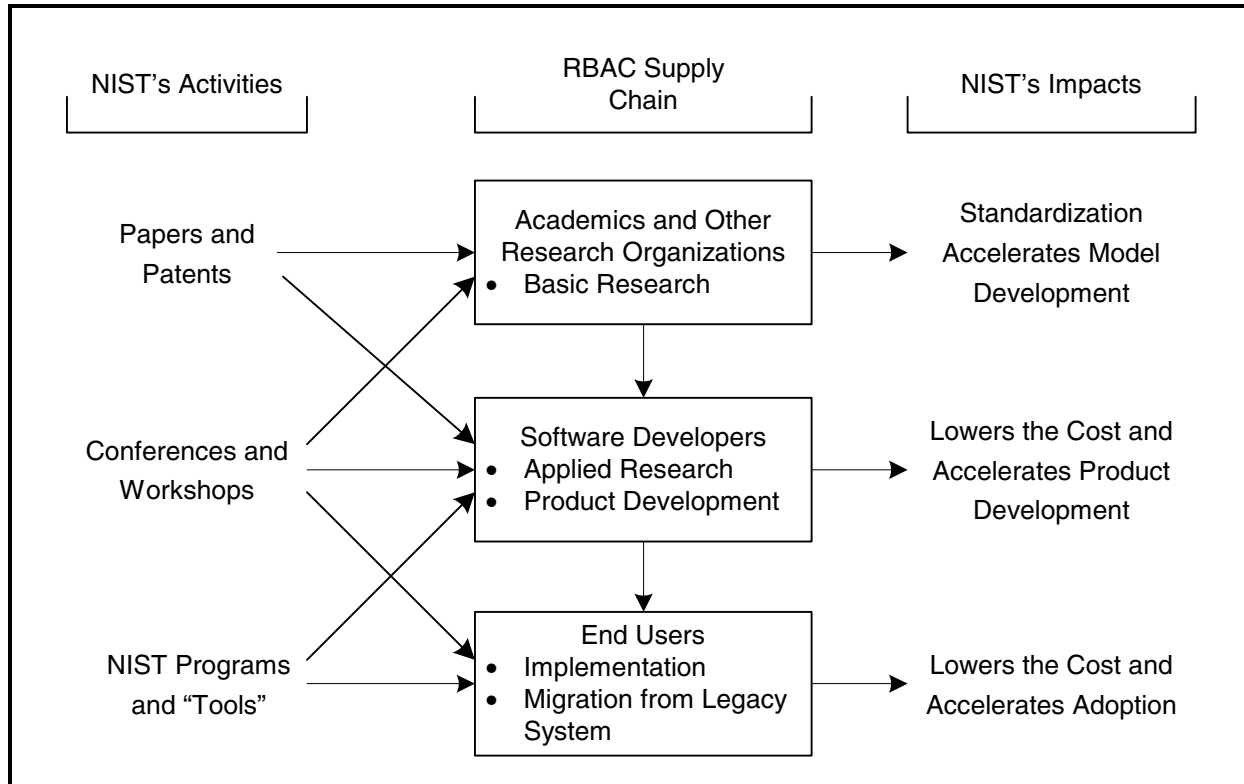 NIST's Activities
RBAC Supply
Chain
NIST's Impacts
Papers and
Patents
Academics and Other
Research Organizations
• Basic Research
Standardization
Accelerates Model
Development
Conferences and
Workshops
Software Developers
• Applied Research
• Product Development
Lowers the Cost and
Accelerates Product
Development
NIST Programs
and “Tools”
End Users
• Implementation
• Migration from Legacy
System
Lowers the Cost and
Accelerates Adoption